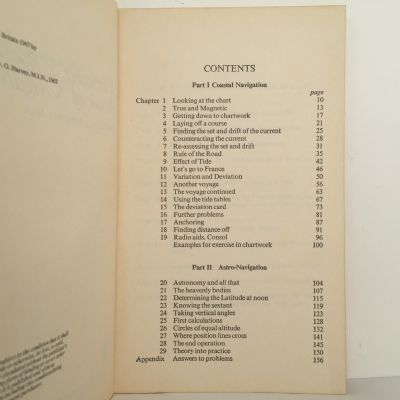 Britain 1967 by
G. Harvey, M.I.N., 1967
CONTENTS
Part I Coastal Navigation
page
Chapter 1 Looking at the chart 10
2 True and Magnetic 13
3 Getting down to chartwork 17
4 Laying off a course 21
5 Finding the set and drift of the current 25
6 Counteracting the current 28
7 Re-assessing the set and drift 31
8 Rule of the Road 35
9 Effect of Tide 42
10 Let's go to France 46
11 Variation and Deviation 50
12 Another voyage 56
13 The voyage continued 63
14 Using the tide tables 67
15 The deviation card 73
16 Further problems 81
17 Anchoring 87
18 Finding distance off 91
19 Radio aids, Consol 96
Examples for exercise in chartwork 100
Part II Astro-Navigation
20 Astronomy and all that 104
21 The heavenly bodies 107
22 Determining the Latitude at noon 115
23 Knowing the sextant 119
24 Taking vertical angles 123
25 First calculations 128
26 Circles of equal altitude 132
27 Where position lines cross 141
28 The end operation 145
29 Theory into practice 150
Appendix Answers to problems 156